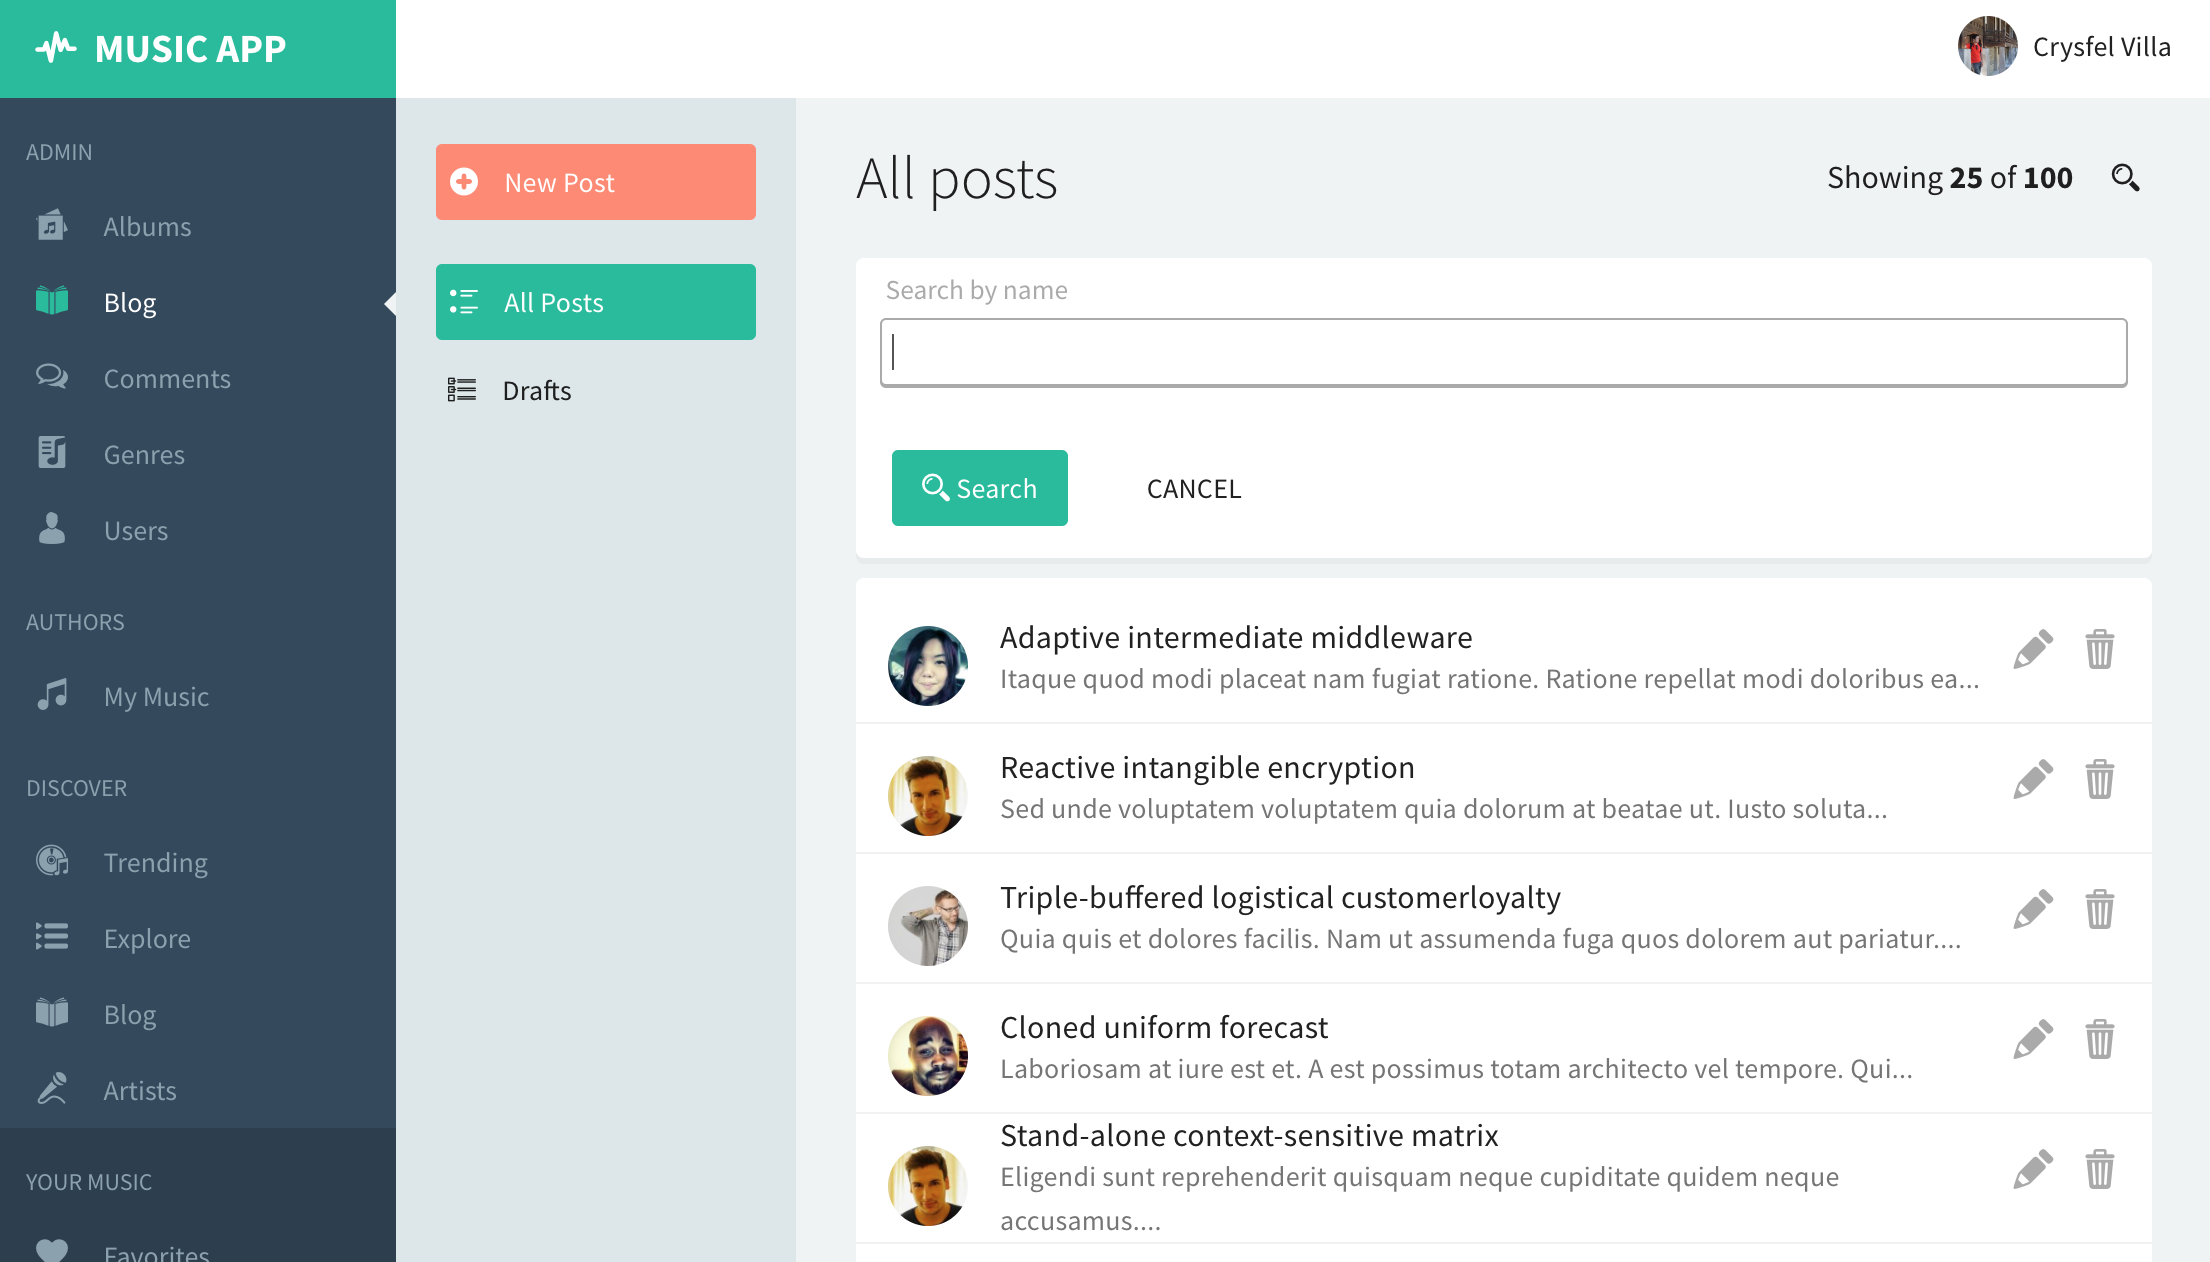 MUSIC APP
Crysfel Villa
ADMIN
Albums
Blog
Comments
Genres
Users
AUTHORS
My Music
DISCOVER
Trending
Explore
Blog
Artists
YOUR MUSIC
Favorites
New Post
All Posts
Drafts
All posts
Showing 25 of 100
Search by name
Search
CANCEL
Adaptive intermediate middleware
Itaque quod modi placeat nam fugiat ratione. Ratione repellat modi doloribus ea...
Reactive intangible encryption
Sed unde voluptatem voluptatem quia dolorum at beatae ut. Iusto soluta...
Triple-buffered logistical customerloyalty
Quia quis et dolores facilis. Nam ut assumenda fuga quos dolorem aut pariatur....
Cloned uniform forecast
Laboriosam at iure est et. A est possimus totam architecto vel tempore. Qui...
Stand-alone context-sensitive matrix
Eligendi sunt reprehenderit quisquam neque cupiditate quidem neque
accusamus....